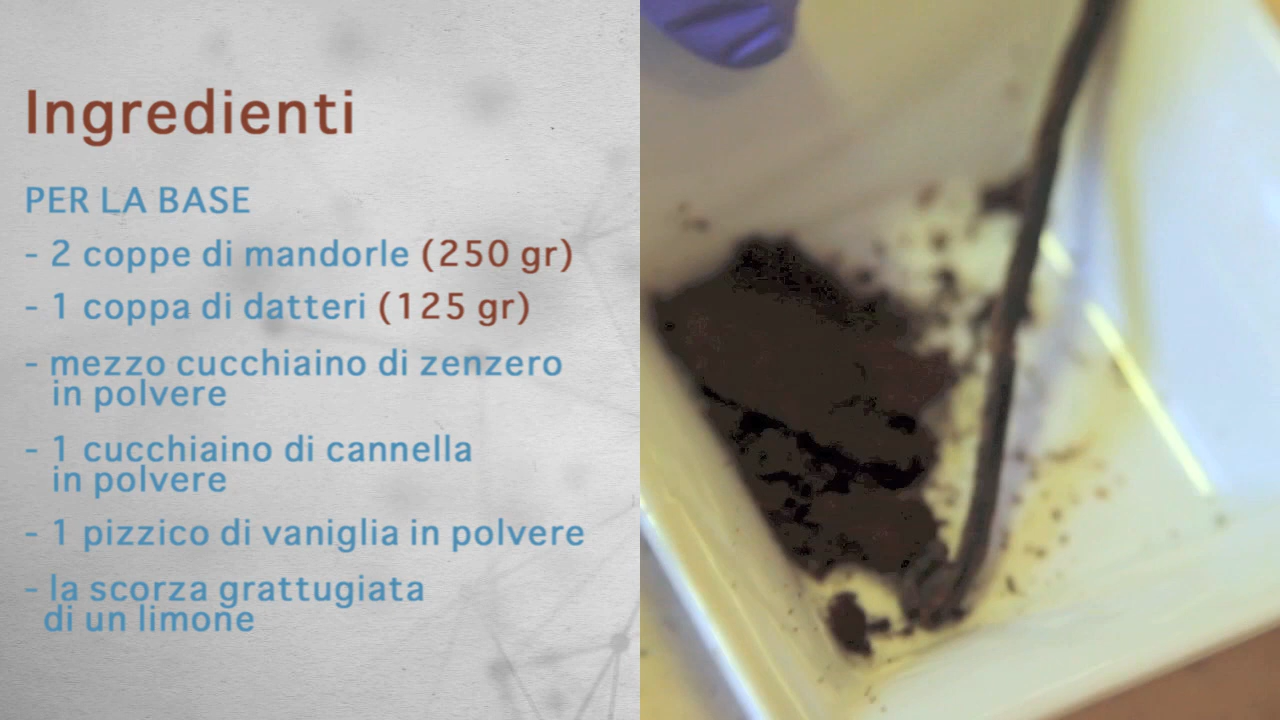 Ingredienti
PER LA BASE
- 2 coppe di mandorle (250 gr)
- 1 coppa di datteri (125 gr)
- mezzo cucchiaino di zenzero
in polvere
- 1 cucchiaino di cannella
in polvere
- 1 pizzico di vaniglia in polvere
- la scorza grattugiata
di un limone